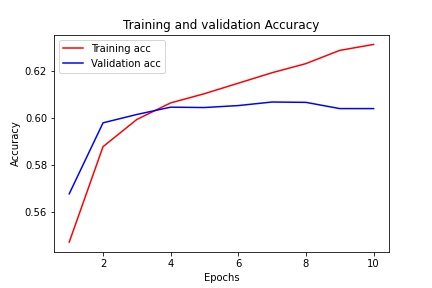 Training and validation Accuracy
Training acc
Validation acc
Accuracy
0.62
0.60
0.58
0.56
2 4 6 8 10
Epochs